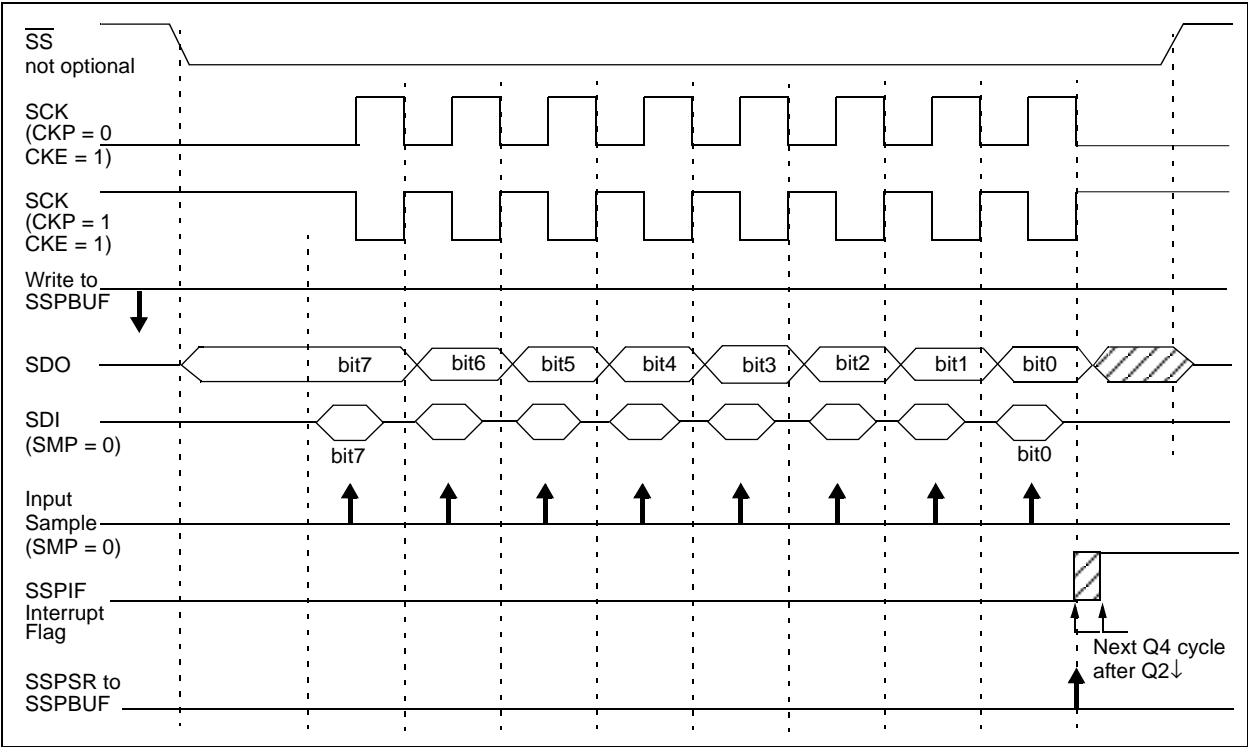 SS
not optional
SCK
(CKP = 0
CKE = 1)
SCK
(CKP = 1
CKE = 1)
Write to
SSPBUF
SDO
bit7 bit6 bit5 bit4 bit3 bit2 bit1 bit0
SDI
(SMP = 0)
bit7 bit0
Input
Sample
(SMP = 0)
SSPIF
Interrupt
Flag
Next Q4 cycle
after Q2↓
SSPSR to
SSPBUF